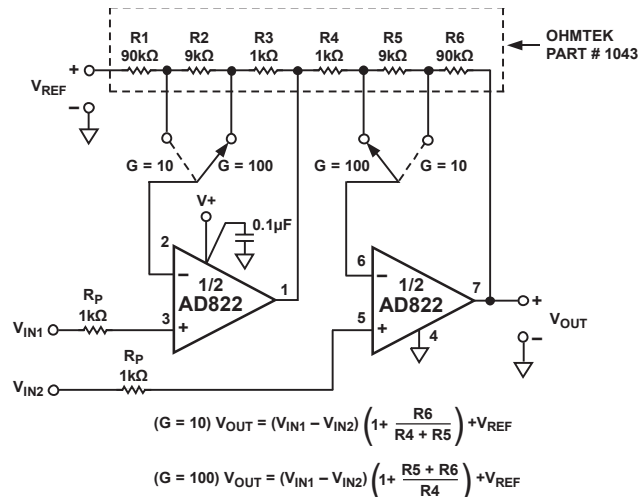 R1 R2 R3 R4 R5 R6
90kΩ 9kΩ 1kΩ 1kΩ 9kΩ 90kΩ
OHMTEK
PART # 1043
+
VREF
–
G = 10 G = 100 G = 100 G = 10
V+
0.1µF
2
–
1/2
AD822
1
3
+
6
–
1/2
AD822
7
5
+
4
RP
1kΩ
VIN1
RP
1kΩ
VIN2
+
VOUT
–
(G = 10) VOUT = (VIN1 – VIN2) (1+ R6 / R4 + R5) +VREF
(G = 100) VOUT = (VIN1 – VIN2) (1+ R5 + R6 / R4) +VREF